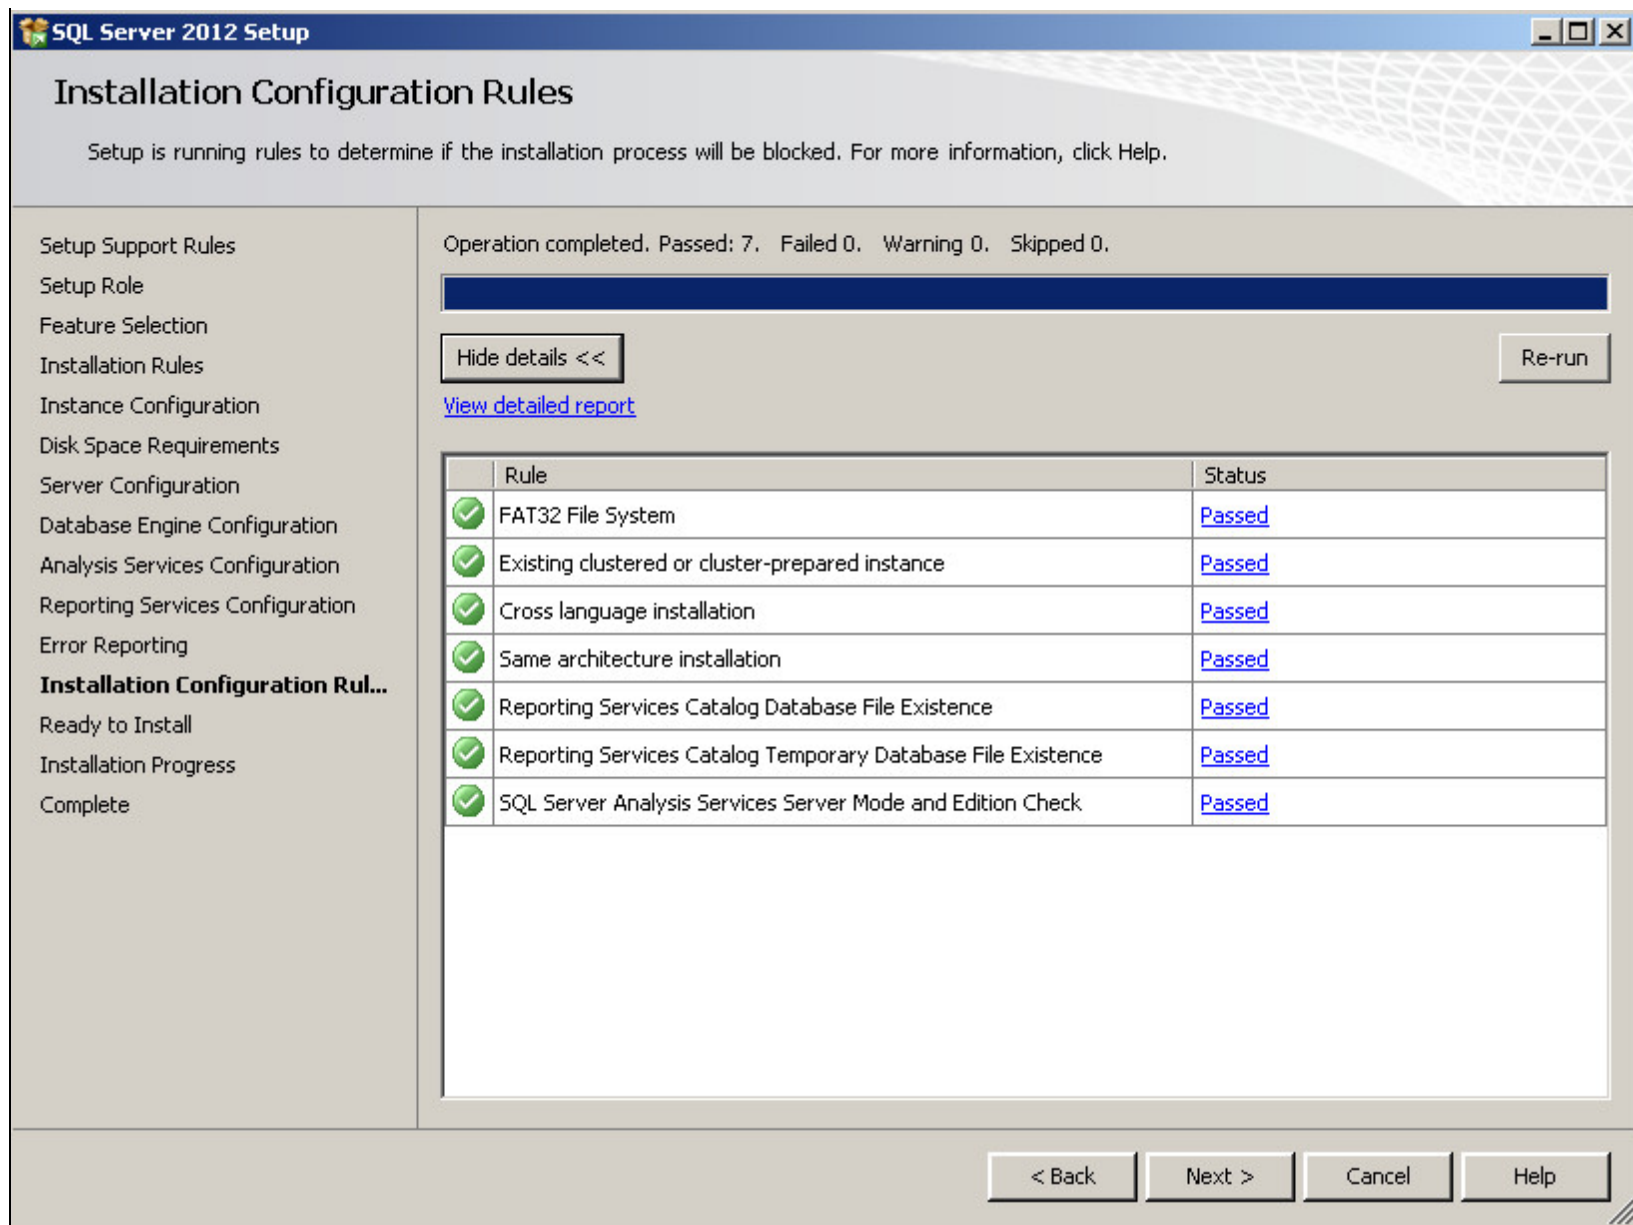 SQL Server 2012 Setup
Installation Configuration Rules
Setup is running rules to determine if the installation process will be blocked. For more information, click Help.
Setup Support Rules
Setup Role
Feature Selection
Installation Rules
Instance Configuration
Disk Space Requirements
Server Configuration
Database Engine Configuration
Analysis Services Configuration
Reporting Services Configuration
Error Reporting
Installation Configuration Rul...
Ready to Install
Installation Progress
Complete
Operation completed. Passed: 7. Failed 0. Warning 0. Skipped 0.
Hide details << Re-run
View detailed report
Rule Status
FAT32 File System Passed
Existing clustered or cluster-prepared instance Passed
Cross language installation Passed
Same architecture installation Passed
Reporting Services Catalog Database File Existence Passed
Reporting Services Catalog Temporary Database File Existence Passed
SQL Server Analysis Services Server Mode and Edition Check Passed
< Back Next > Cancel Help